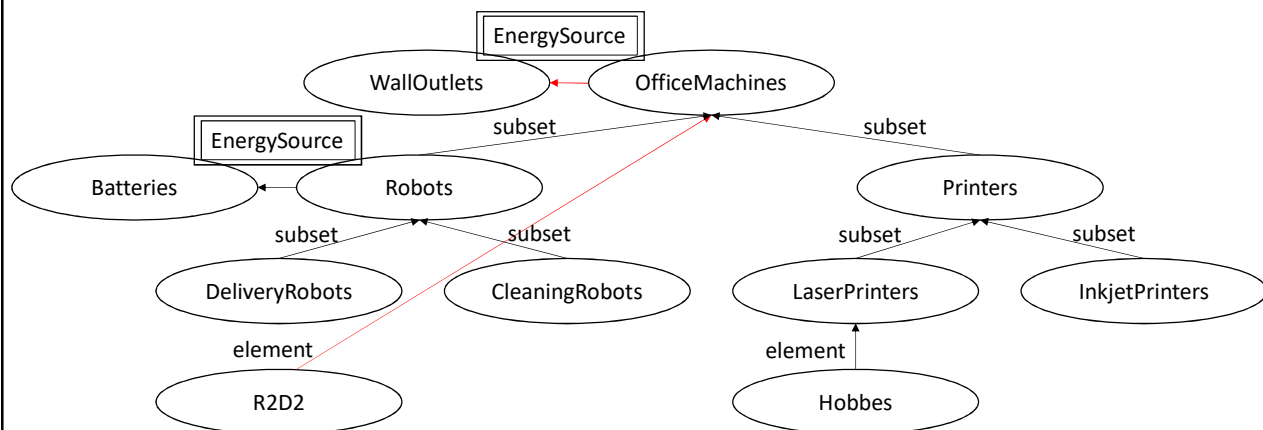 EnergySource
WallOutlets
OfficeMachines
subset
subset
EnergySource
Batteries
Robots
Printers
subset
subset
subset
subset
DeliveryRobots
CleaningRobots
LaserPrinters
InkjetPrinters
element
element
R2D2
Hobbes